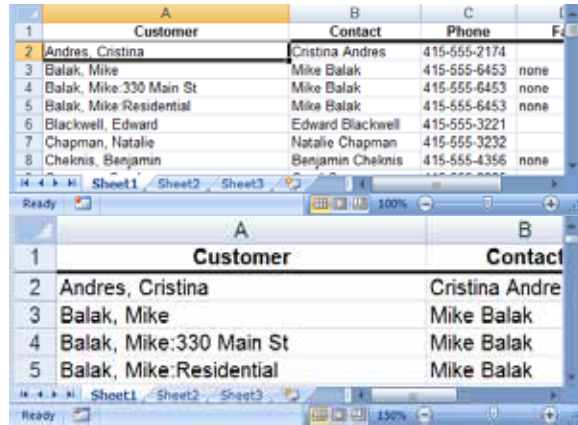 A B C
1 Customer Contact Phone
2 Andres, Cristina Cristina Andres 415-555-2174
3 Balak, Mike Mike Balak 415-555-6453 none
4 Balak, Mike:330 Main St Mike Balak 415-555-6453 none
5 Balak, Mike:Residential Mike Balak 415-555-6453 none
6 Blackwell, Edward Edward Blackwell 415-555-3221
7 Chapman, Natalie Natalie Chapman 415-555-3232
8 Cheknis, Benjamin Benjamin Cheknis 415-555-4356 none
Sheet1 Sheet2 Sheet3
Ready 100%
A B
1 Customer Contact
2 Andres, Cristina Cristina Andre
3 Balak, Mike Mike Balak
4 Balak, Mike:330 Main St Mike Balak
5 Balak, Mike:Residential Mike Balak
Sheet1 Sheet2 Sheet3
Ready 150%